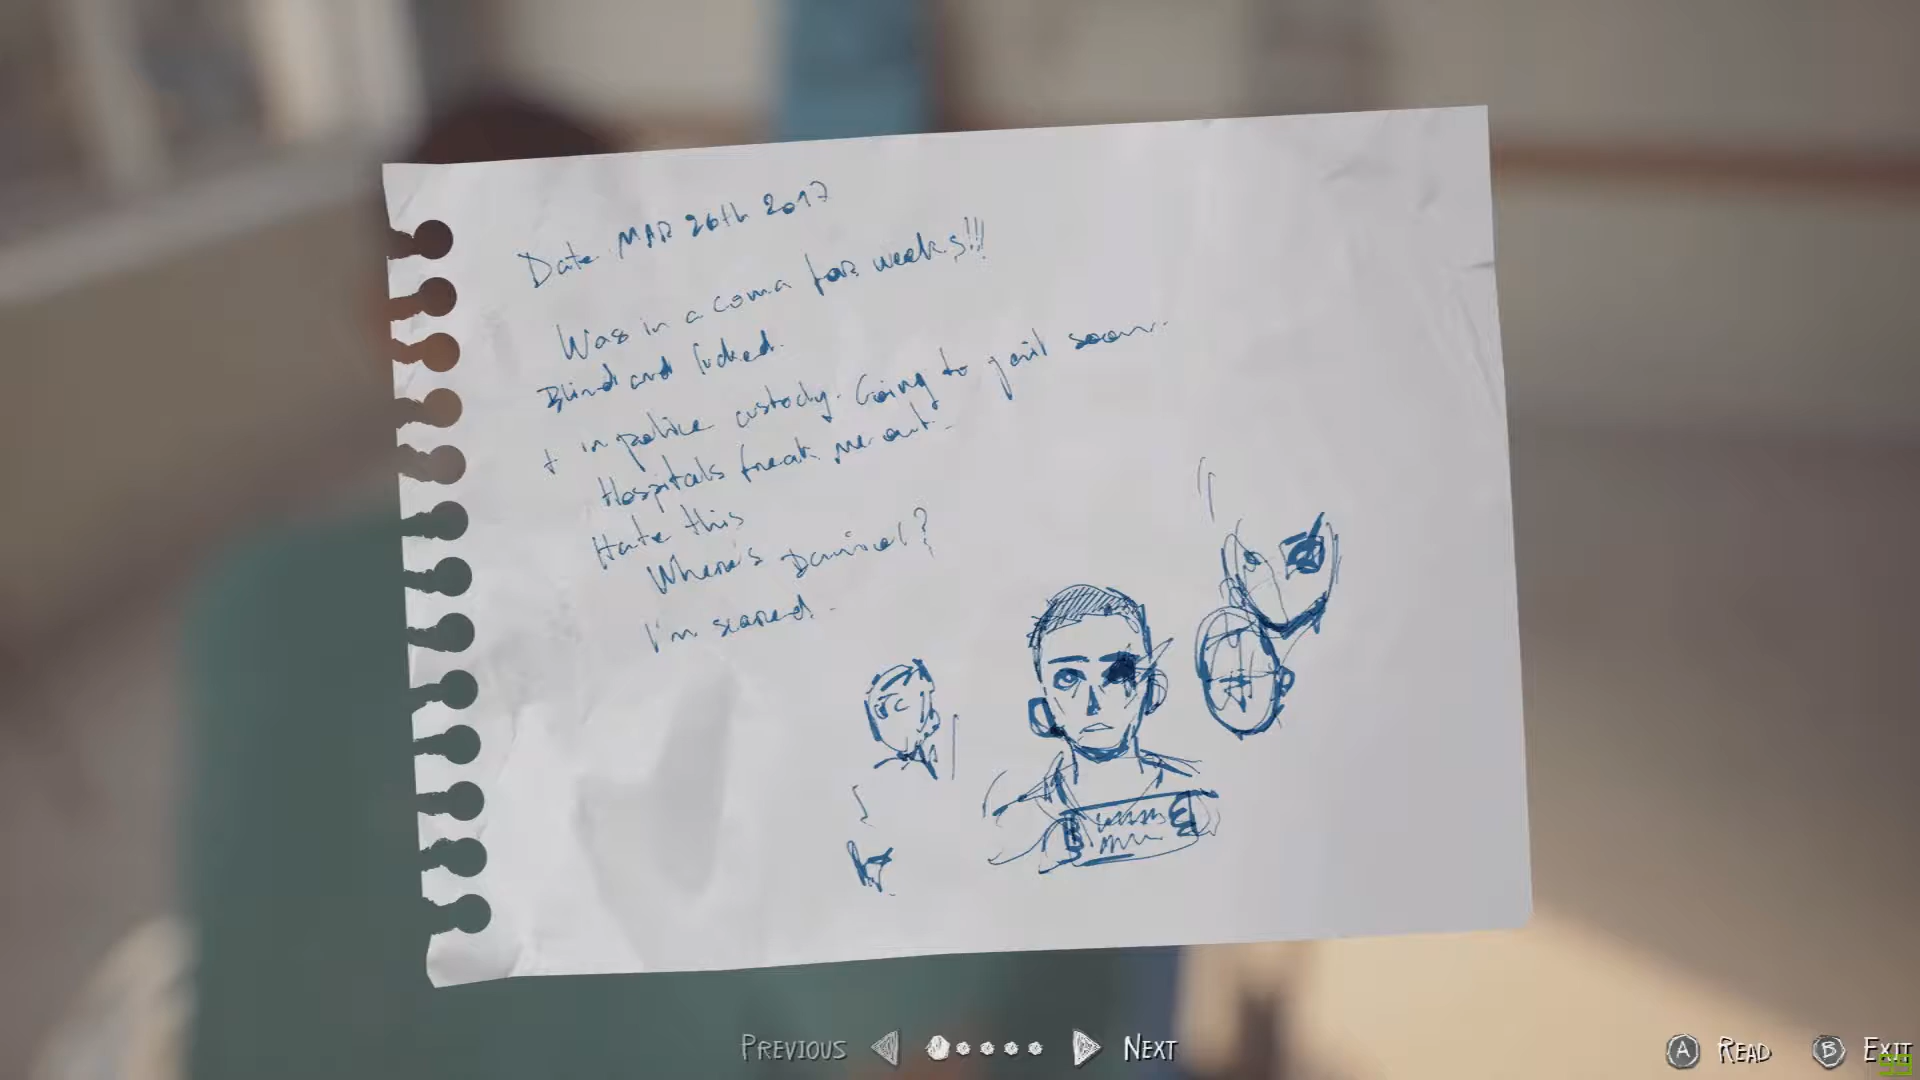 Date MAR 26th 2017
Was in a coma for weeks!!!
Blind and fucked.
+ in police custody. Going to jail soon.
Hospitals freak me out.
Hate this
Where's Daniel?
I'm scared.
PREVIOUS NEXT
A READ B EXIT
59